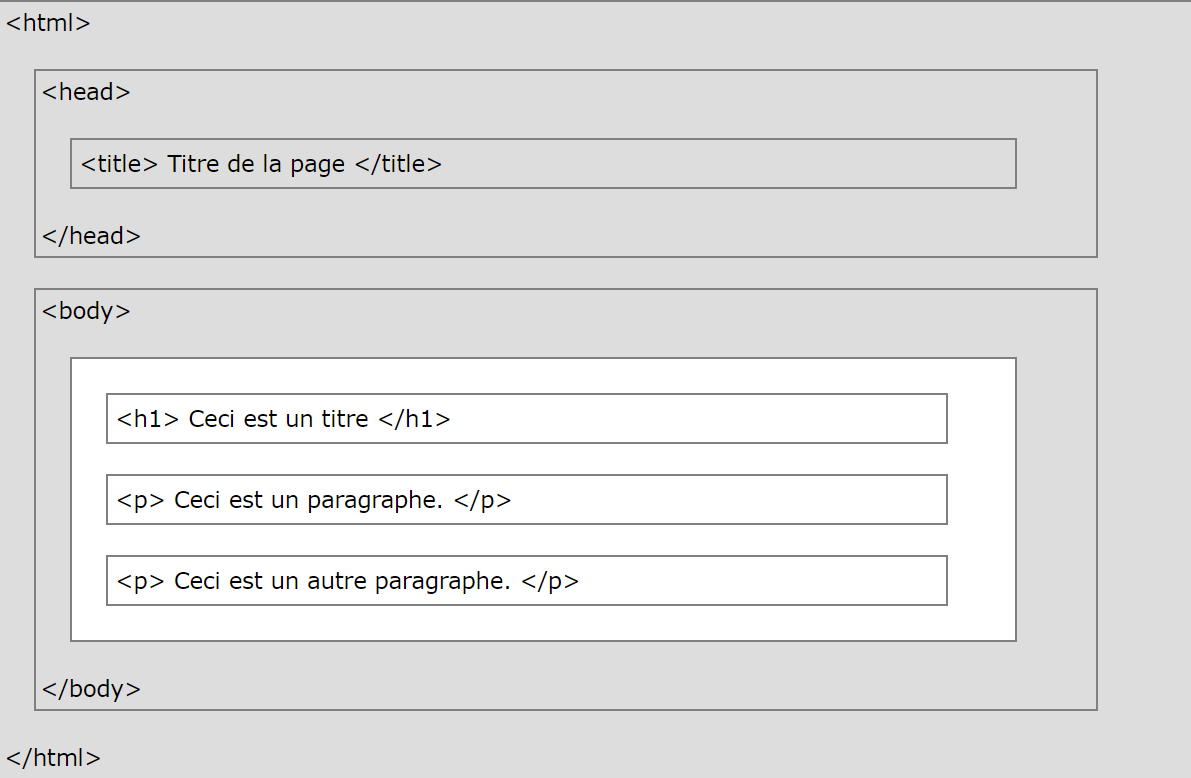 <html>
<head>
<title> Titre de la page </title>
</head>
<body>
<h1> Ceci est un titre </h1>
<p> Ceci est un paragraphe. </p>
<p> Ceci est un autre paragraphe. </p>
</body>
</html>